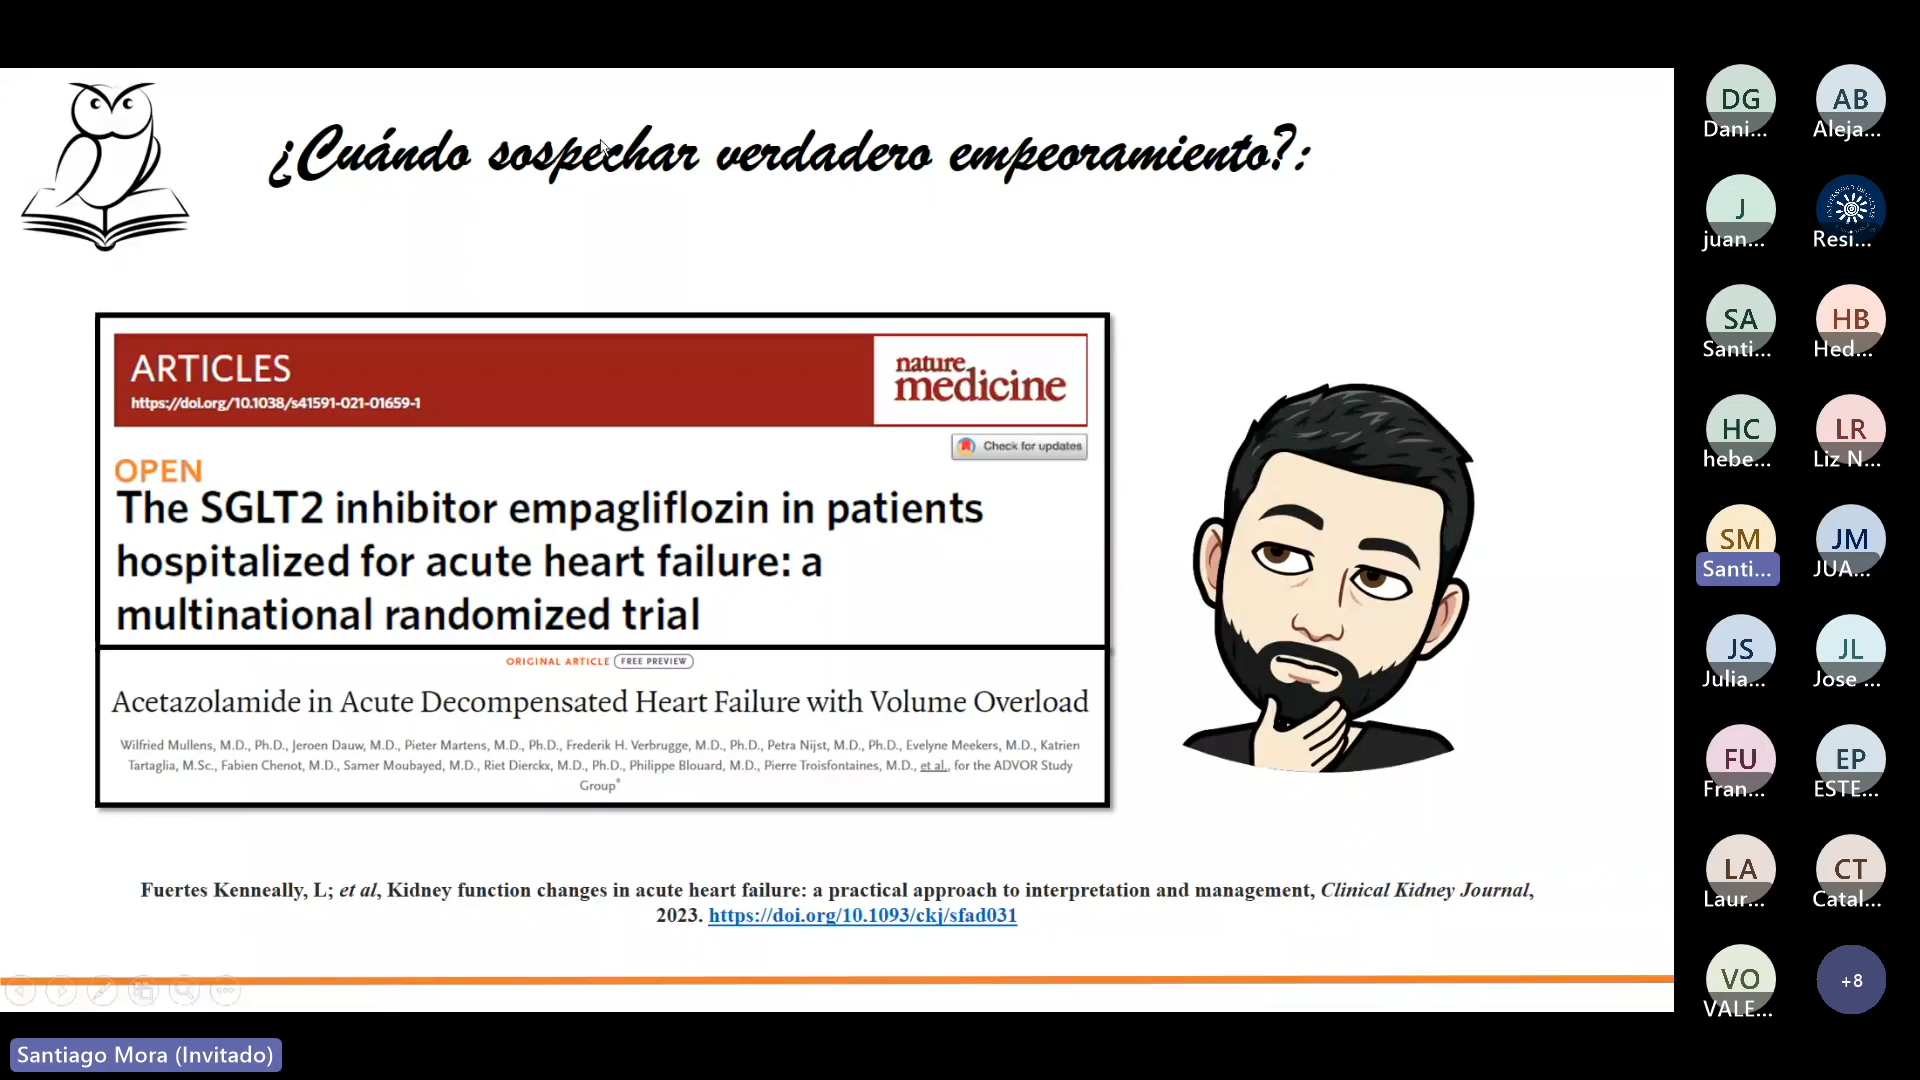 ¿Cuándo sospechar verdadero empeoramiento?:
ARTICLES
https://doi.org/10.1038/s41591-021-01659-1
nature
medicine
Check for updates
OPEN
The SGLT2 inhibitor empagliflozin in patients
hospitalized for acute heart failure: a
multinational randomized trial
ORIGINAL ARTICLE FREE PREVIEW
Acetazolamide in Acute Decompensated Heart Failure with Volume Overload
Wilfried Mullens, M.D., Ph.D., Jeroen Dauw, M.D., Pieter Martens, M.D., Ph.D., Frederik H. Verbrugge, M.D., Ph.D., Petra Nijst, M.D., Ph.D., Evelyne Meekers, M.D., Katrien
Tartaglia, M.Sc., Fabien Chenot, M.D., Samer Moubayed, M.D., Riet Dierckx, M.D., Ph.D., Philippe Blouard, M.D., Pierre Troisfontaines, M.D., et al., for the ADVOR Study
Group*
Fuertes Kenneally, L; et al, Kidney function changes in acute heart failure: a practical approach to interpretation and management, Clinical Kidney Journal,
2023. https://doi.org/10.1093/ckj/sfad031
Santiago Mora (Invitado)
DG
Dani...
AB
Aleja...
J
juan...
Resi...
SA
Santi...
HB
Hed...
HC
hebe...
LR
Liz N...
SM
Santi...
JM
JUA...
JS
Julia...
JL
Jose ...
FU
Fran...
EP
ESTE...
LA
Laur...
CT
Catal...
VO
VALE...
+8